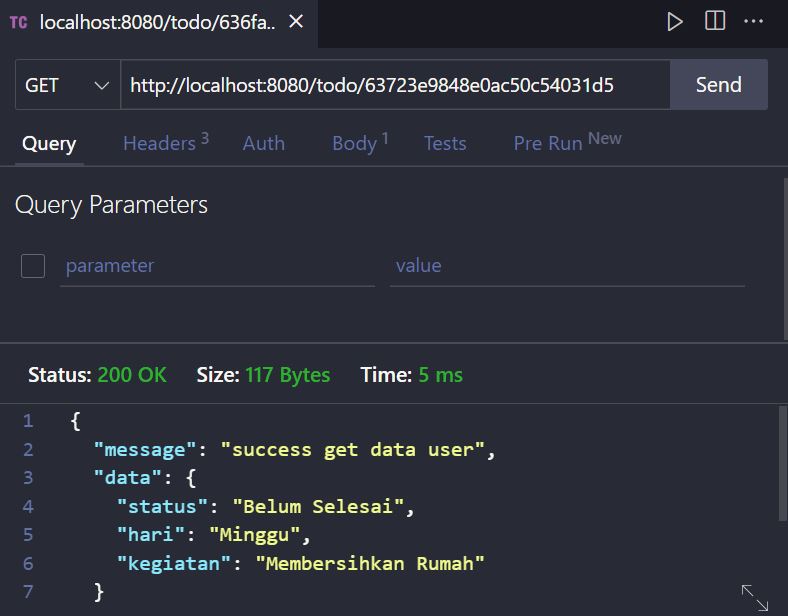 TC localhost:8080/todo/636fa..
GET http://localhost:8080/todo/63723e9848e0ac50c54031d5 Send
Query Headers 3 Auth Body 1 Tests Pre Run New
Query Parameters
parameter value
Status: 200 OK Size: 117 Bytes Time: 5 ms
1 {
2 "message": "success get data user",
3 "data": {
4 "status": "Belum Selesai",
5 "hari": "Minggu",
6 "kegiatan": "Membersihkan Rumah"
7 }